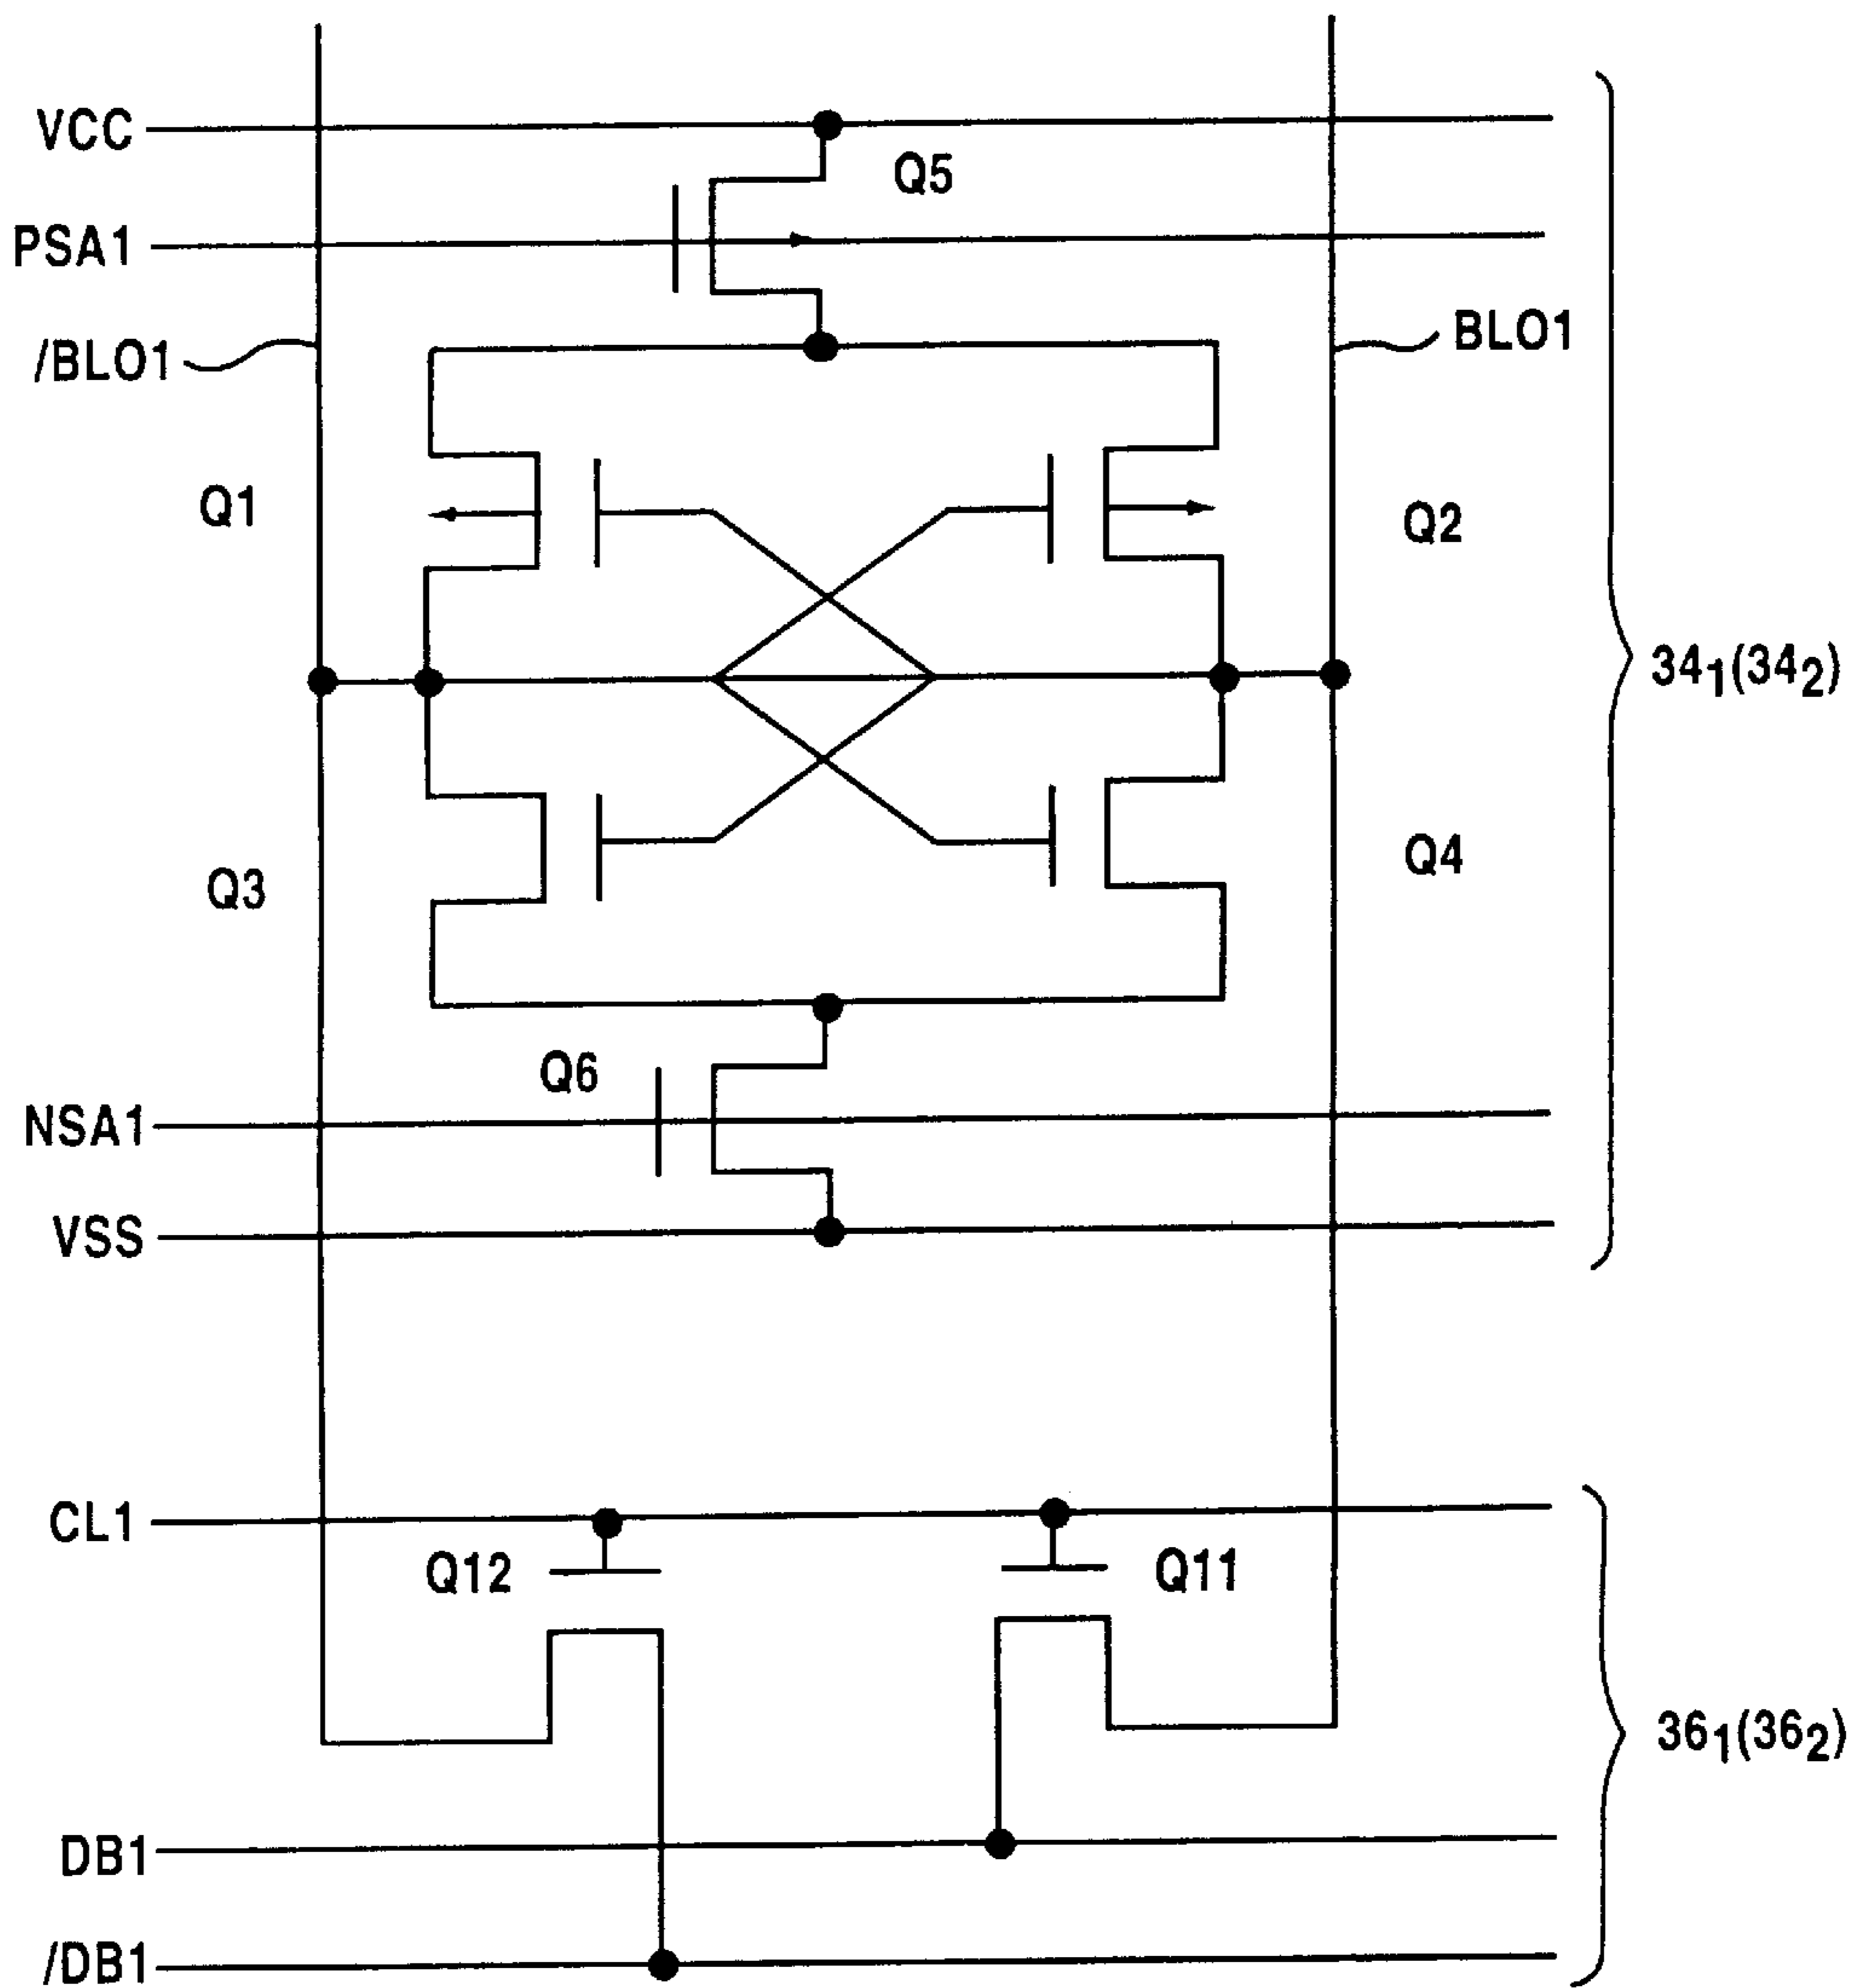 VCC
Q5
PSA1
/BLO1
BLO1
Q1
Q2
34₁(34₂)
Q3
Q4
Q6
NSA1
VSS
CL1
Q12
Q11
36₁(36₂)
DB1
/DB1